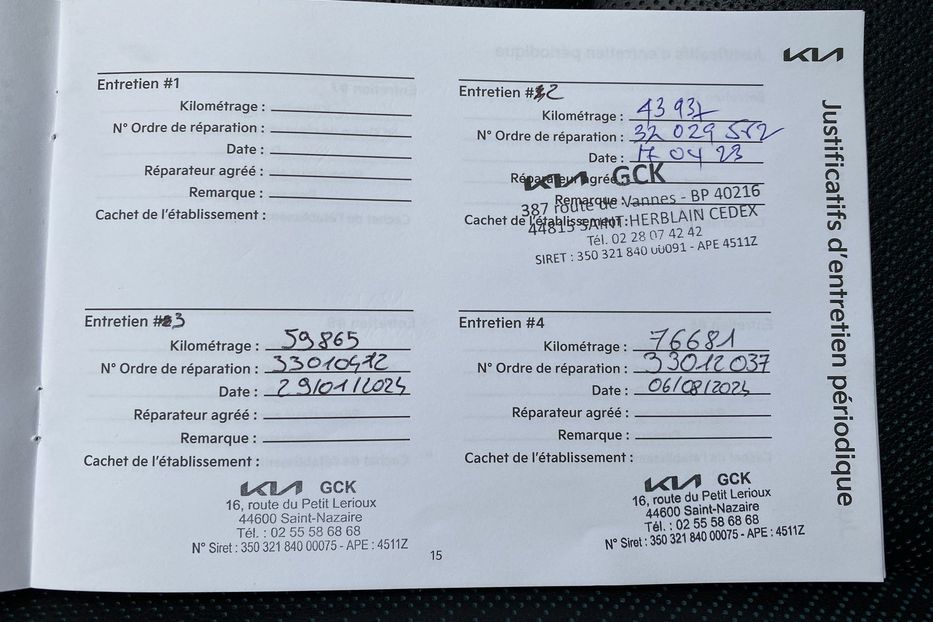 KIA
Justificatifs d'entretien périodique
Entretien #1
Kilométrage :
N° Ordre de réparation :
Date :
Réparateur agréé :
Remarque :
Cachet de l'établissement :
Entretien #2
Kilométrage : 43 937
N° Ordre de réparation : 32 029 552
Date : 17 04 23
Réparateur agréé :
Remarque :
Cachet de l'établissement :
KIA GCK
387 route de Vannes - BP 40216
44815 SAINT-HERBLAIN CEDEX
Tél. 02 28 07 42 42
SIRET : 350 321 840 00091 - APE 4511Z
Entretien #3
Kilométrage : 59865
N° Ordre de réparation : 33010472
Date : 29/01/2024
Réparateur agréé :
Remarque :
Cachet de l'établissement :
KIA GCK
16, route du Petit Lerioux
44600 Saint-Nazaire
Tél. : 02 55 58 68 68
N° Siret : 350 321 840 00075 - APE : 4511Z
Entretien #4
Kilométrage : 76681
N° Ordre de réparation : 33012037
Date : 06/08/2024
Réparateur agréé :
Remarque :
Cachet de l'établissement :
KIA GCK
16, route du Petit Lerioux
44600 Saint-Nazaire
Tél. : 02 55 58 68 68
N° Siret : 350 321 840 00075 - APE : 4511Z
15